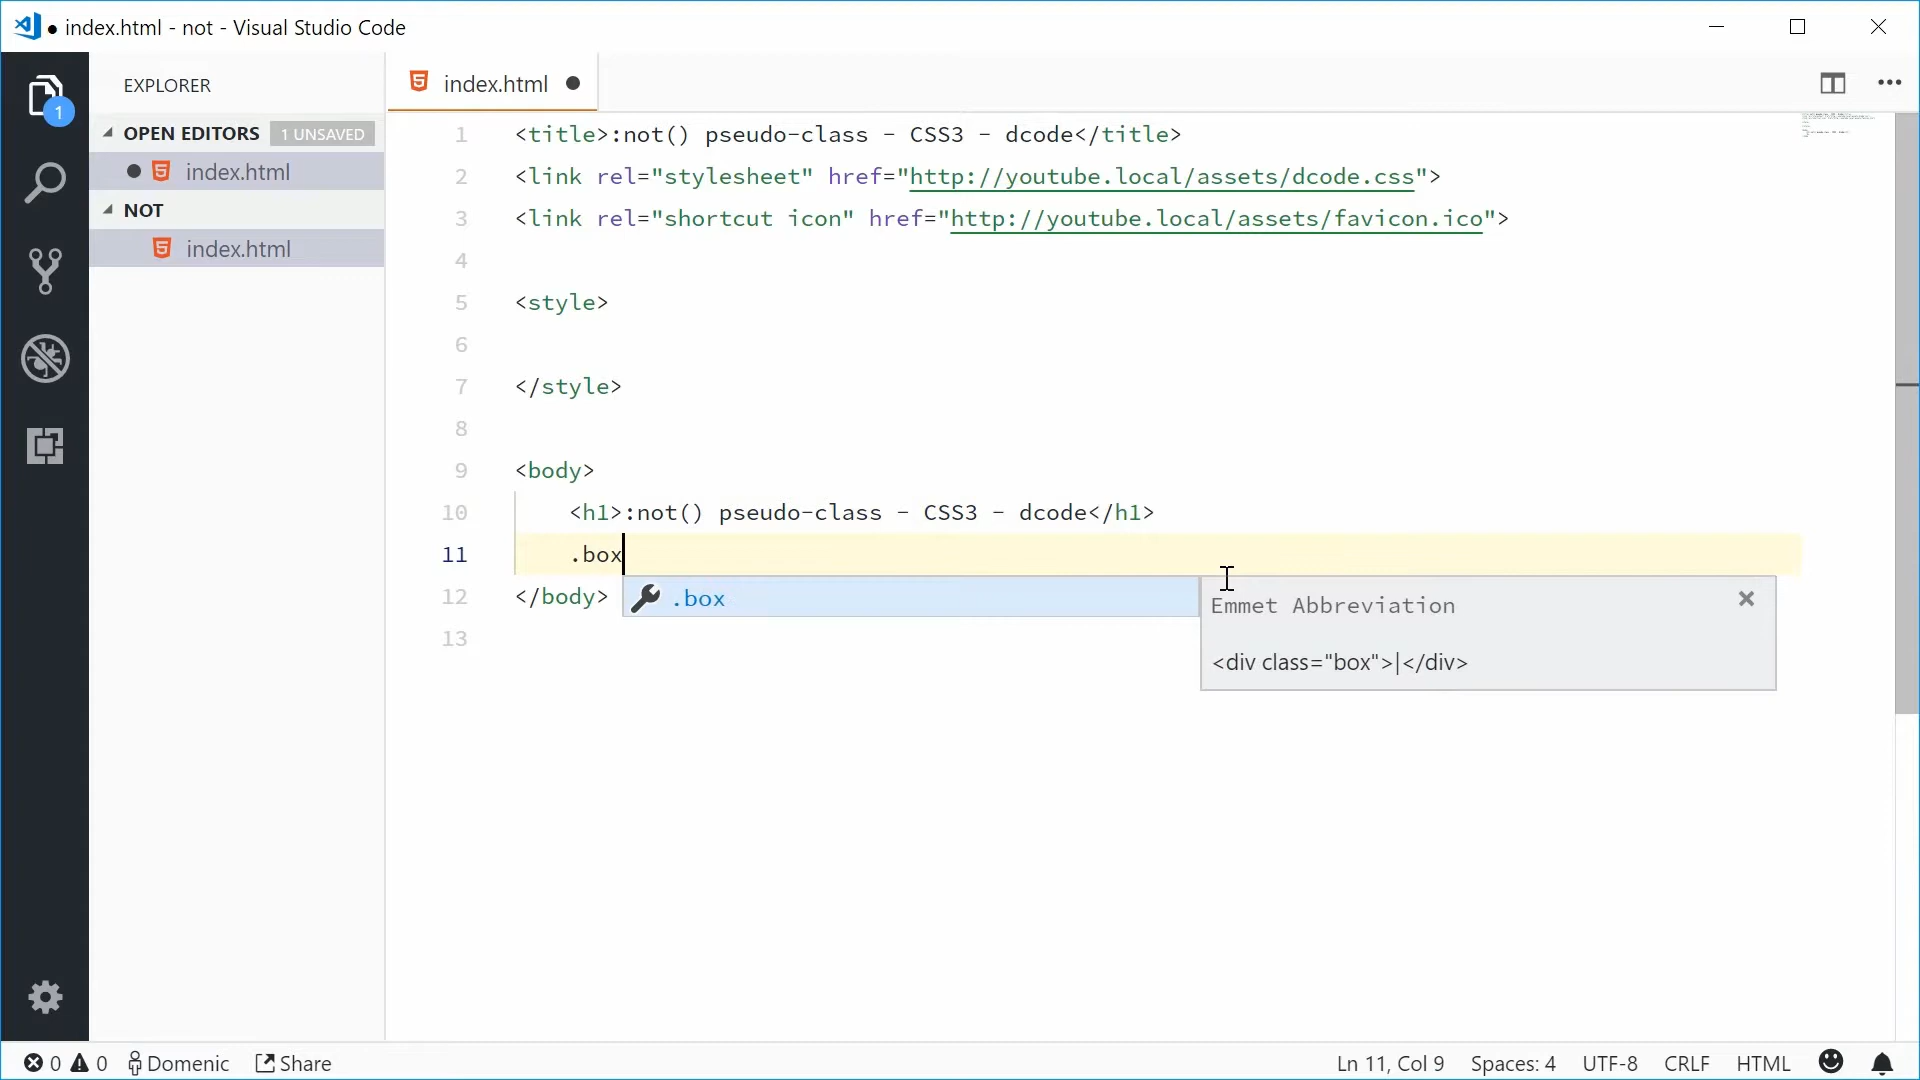 ● index.html - not - Visual Studio Code
EXPLORER
OPEN EDITORS 1 UNSAVED
index.html
NOT
index.html
1
index.html
1 <title>:not() pseudo-class - CSS3 - dcode</title>
2 <link rel="stylesheet" href="http://youtube.local/assets/dcode.css">
3 <link rel="shortcut icon" href="http://youtube.local/assets/favicon.ico">
4
5 <style>
6
7 </style>
8
9 <body>
10 <h1>:not() pseudo-class - CSS3 - dcode</h1>
11 .box
12 </body>
13
.box
Emmet Abbreviation
<div class="box">|</div>
0 0 Domenic Share
Ln 11, Col 9 Spaces: 4 UTF-8 CRLF HTML